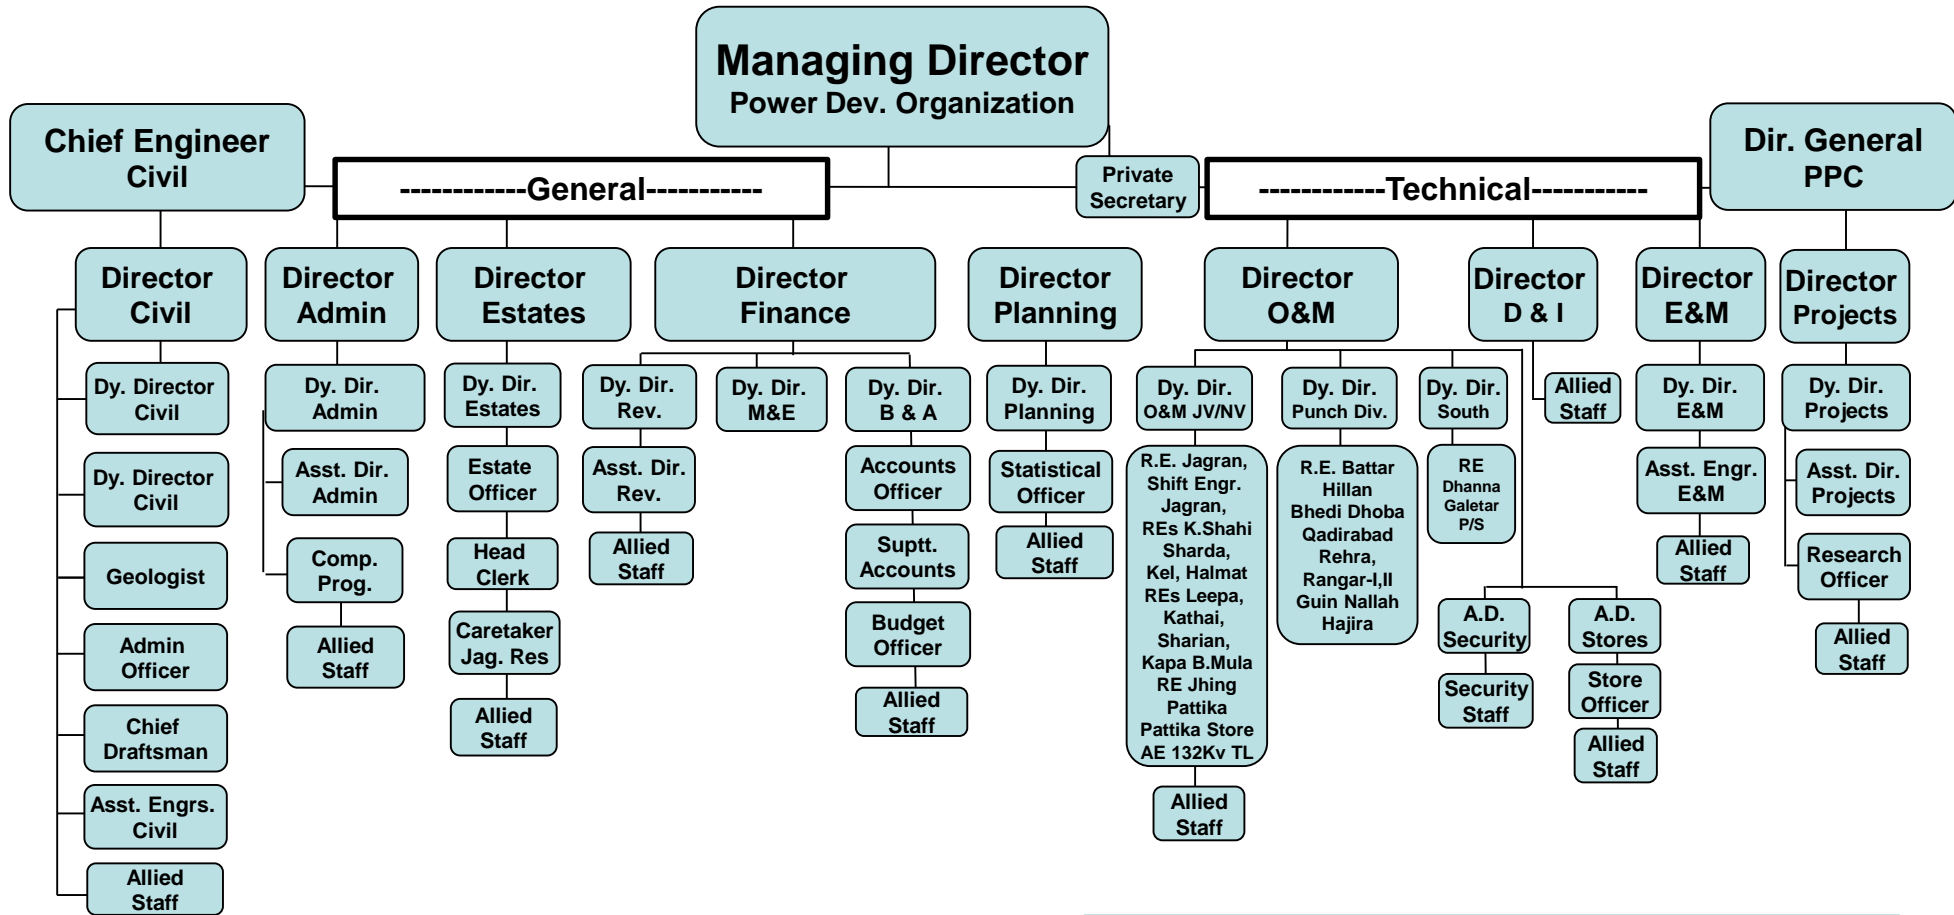 Managing Director
Power Dev. Organization
Chief Engineer
Civil
Dir. General
PPC
Private
Secretary
------------General-----------
------------Technical-----------
Director
Civil
Director
Admin
Director
Estates
Director
Finance
Director
Planning
Director
O&M
Director
D & I
Director
E&M
Director
Projects
Dy. Director
Civil
Dy. Director
Civil
Geologist
Admin
Officer
Chief
Draftsman
Asst. Engrs.
Civil
Allied
Staff
Dy. Dir.
Admin
Asst. Dir.
Admin
Comp.
Prog.
Allied
Staff
Dy. Dir.
Estates
Estate
Officer
Head
Clerk
Caretaker
Jag. Res
Allied
Staff
Dy. Dir.
Rev.
Asst. Dir.
Rev.
Allied
Staff
Dy. Dir.
M&E
Dy. Dir.
B & A
Accounts
Officer
Suptt.
Accounts
Budget
Officer
Allied
Staff
Dy. Dir.
Planning
Statistical
Officer
Allied
Staff
Dy. Dir.
O&M JV/NV
R.E. Jagran,
Shift Engr.
Jagran,
REs K.Shahi
Sharda,
Kel, Halmat
REs Leepa,
Kathai,
Sharian,
Kapa B.Mula
RE Jhing
Pattika
Pattika Store
AE 132Kv TL
Allied
Staff
Dy. Dir.
Punch Div.
R.E. Battar
Hillan
Bhedi Dhoba
Qadirabad
Rehra,
Rangar-I,II
Guin Nallah
Hajira
Dy. Dir.
South
RE
Dhanna
Galetar
P/S
A.D.
Security
Security
Staff
A.D.
Stores
Store
Officer
Allied
Staff
Allied
Staff
Dy. Dir.
E&M
Asst. Engr.
E&M
Allied
Staff
Dy. Dir.
Projects
Asst. Dir.
Projects
Research
Officer
Allied
Staff